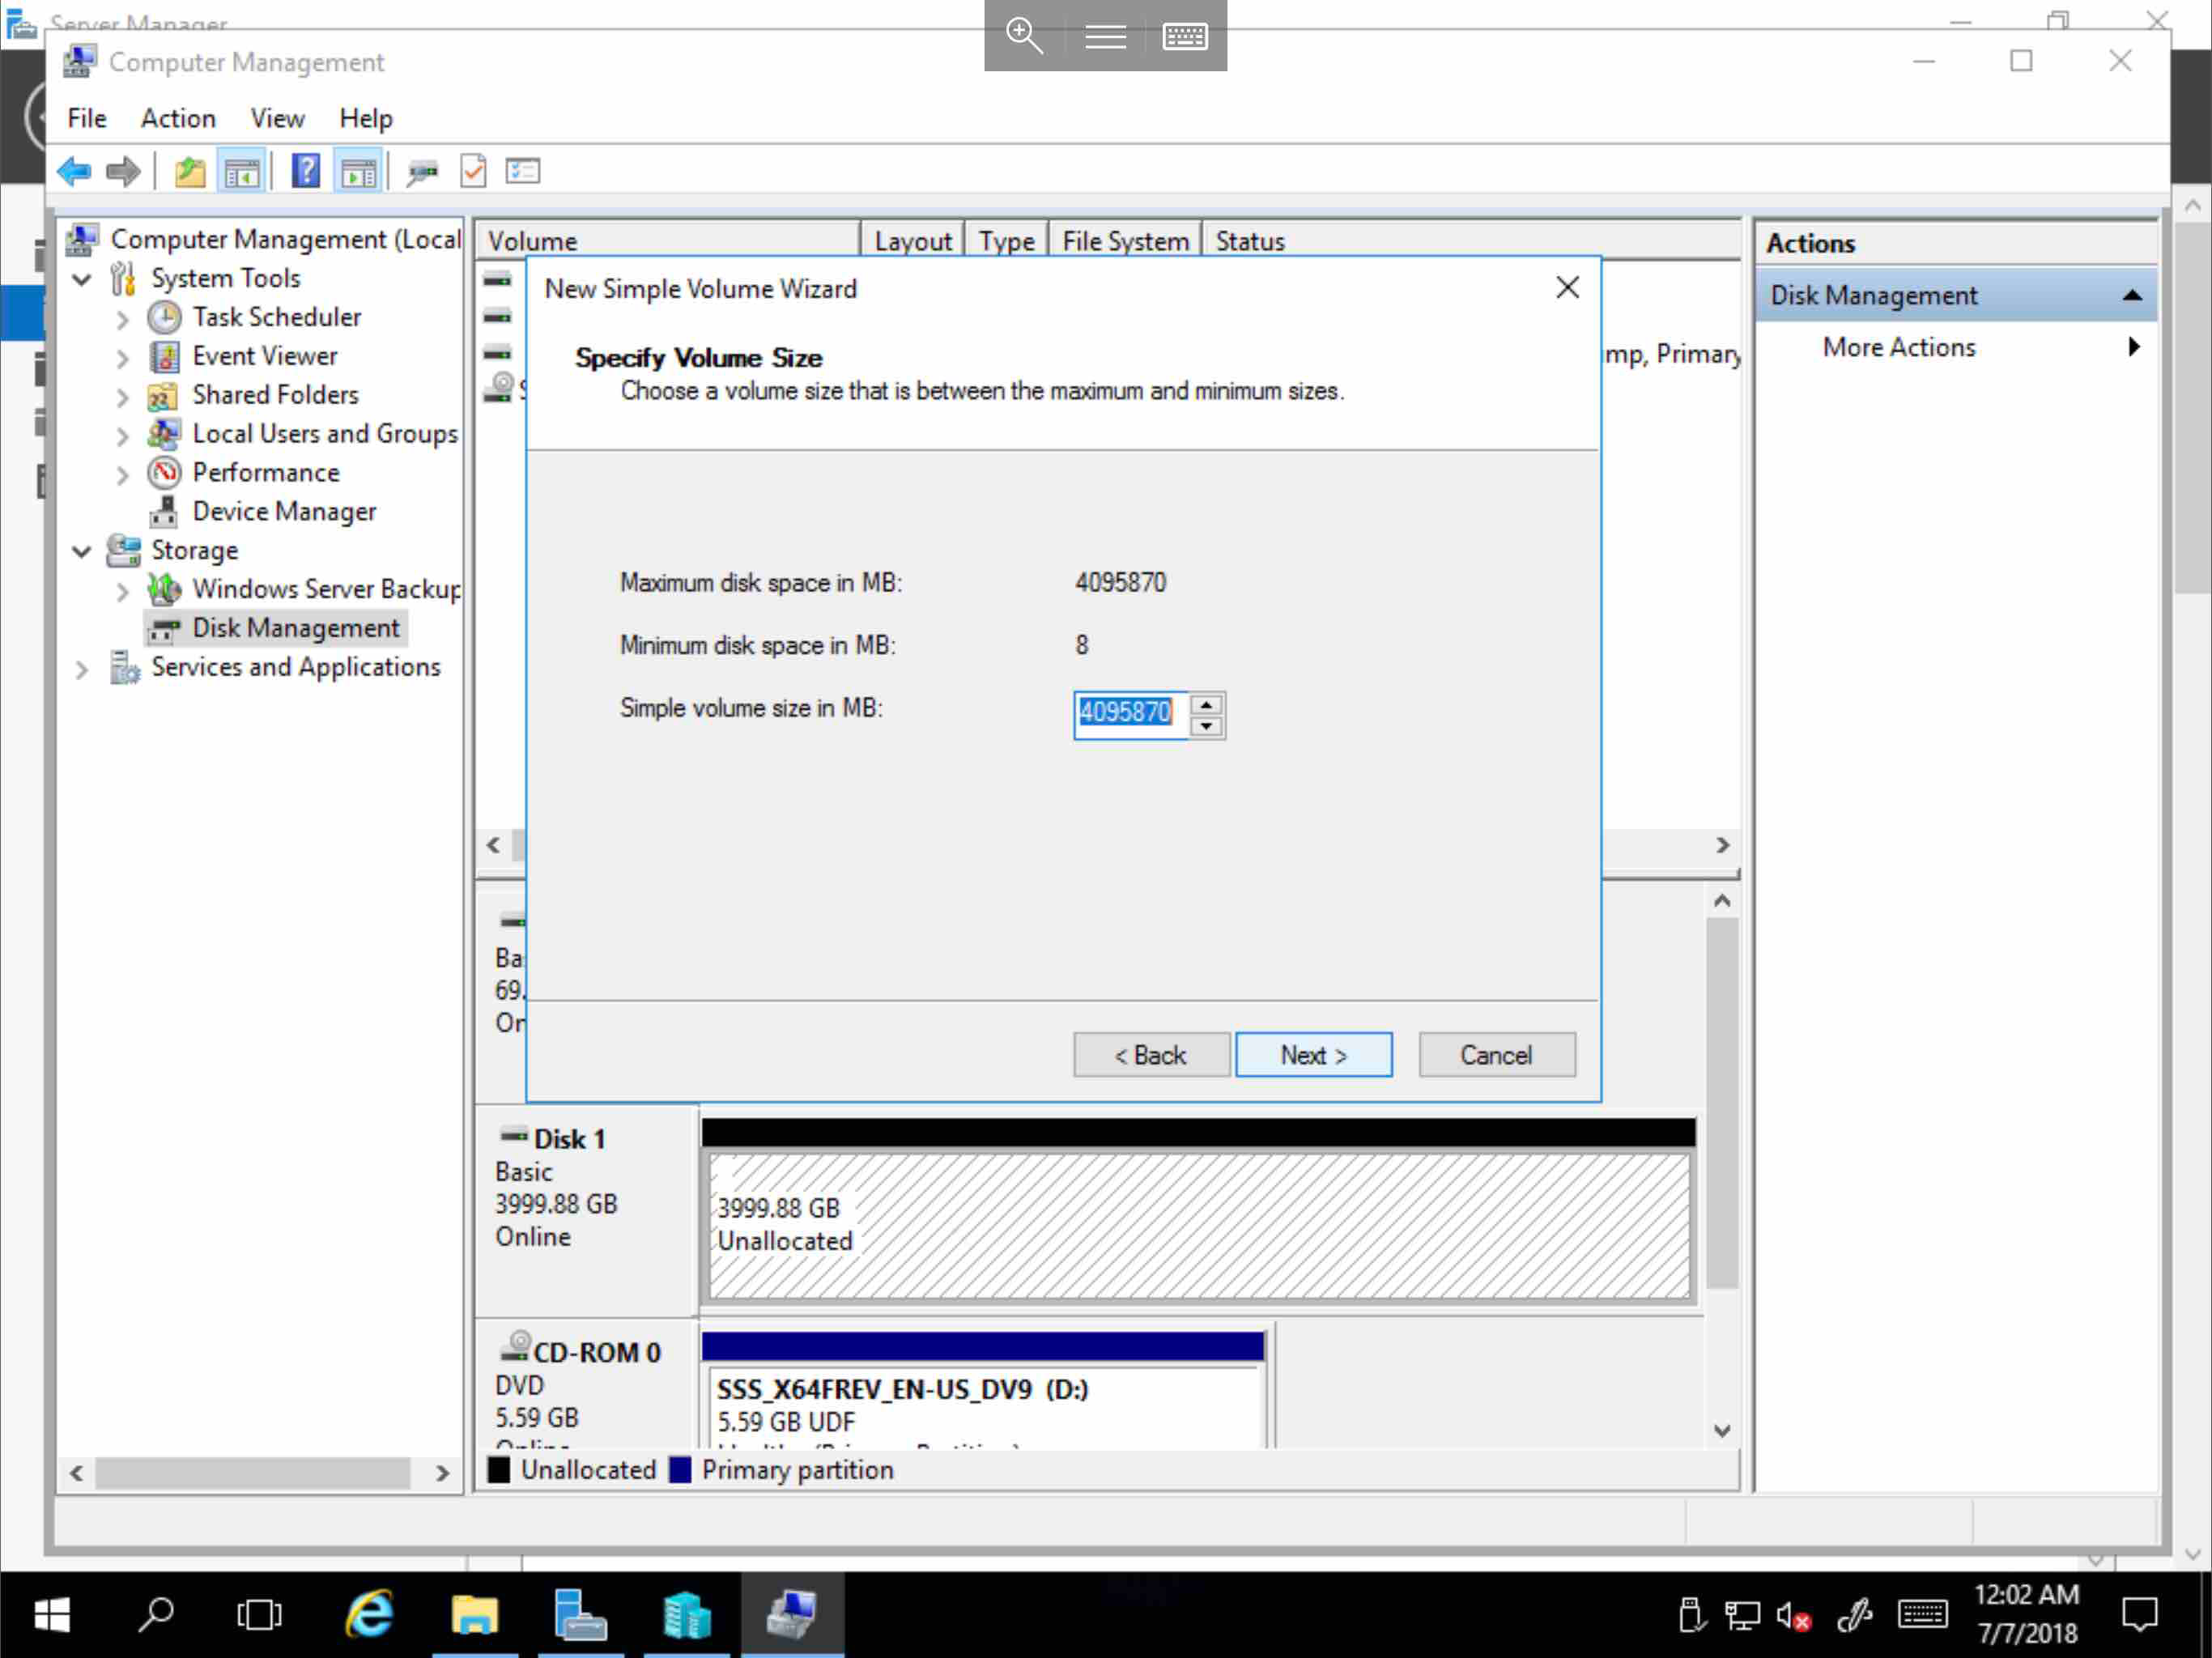 Server Manager
Computer Management
File Action View Help
Computer Management (Local
System Tools
Task Scheduler
Event Viewer
Shared Folders
Local Users and Groups
Performance
Device Manager
Storage
Windows Server Backup
Disk Management
Services and Applications
Volume Layout Type File System Status
mp, Primary
New Simple Volume Wizard
Specify Volume Size
Choose a volume size that is between the maximum and minimum sizes.
Maximum disk space in MB: 4095870
Minimum disk space in MB: 8
Simple volume size in MB: 4095870
< Back Next > Cancel
Ba
69.
Or
Disk 1
Basic
3999.88 GB
Online
3999.88 GB
Unallocated
CD-ROM 0
DVD
5.59 GB
Online
SSS_X64FREV_EN-US_DV9 (D:)
5.59 GB UDF
Unallocated Primary partition
Actions
Disk Management
More Actions
12:02 AM
7/7/2018